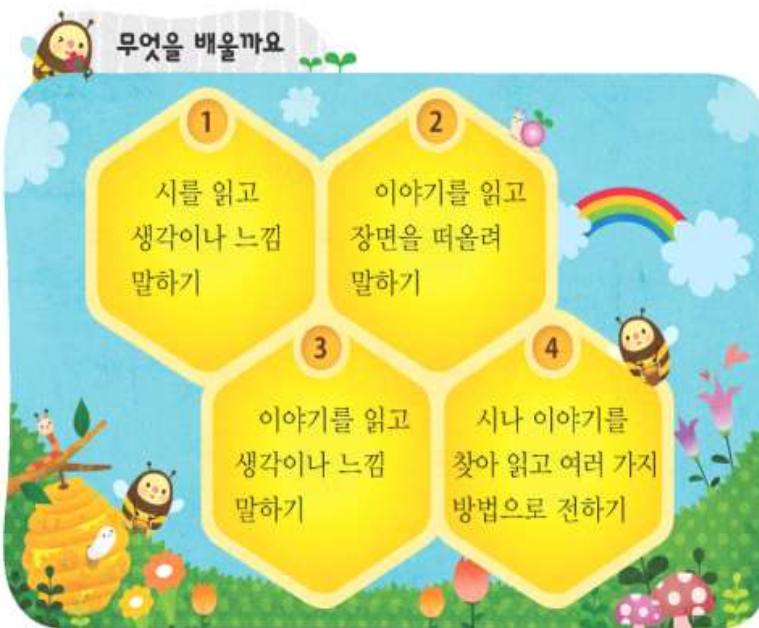 무엇을 배울까요
1
시를 읽고
생각이나 느낌
말하기
2
이야기를 읽고
장면을 떠올려
말하기
3
이야기를 읽고
생각이나 느낌
말하기
4
시나 이야기를
찾아 읽고 여러 가지
방법으로 전하기